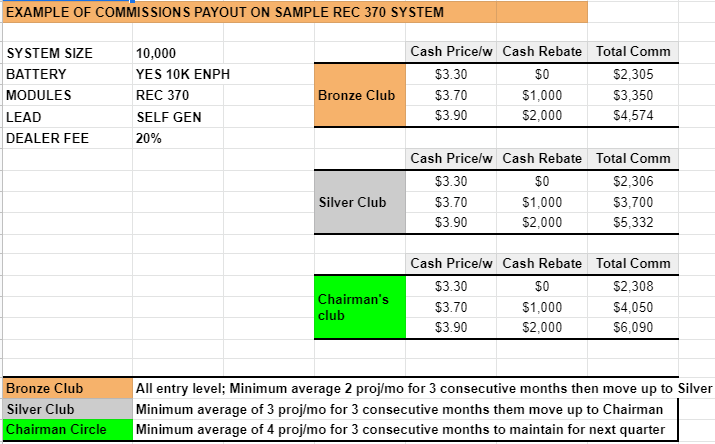 EXAMPLE OF COMMISSIONS PAYOUT ON SAMPLE REC 370 SYSTEM
SYSTEM SIZE 10,000
BATTERY YES 10K ENPH
MODULES REC 370
LEAD SELF GEN
DEALER FEE 20%
Cash Price/w Cash Rebate Total Comm
Bronze Club
$3.30 $0 $2,305
$3.70 $1,000 $3,350
$3.90 $2,000 $4,574
Cash Price/w Cash Rebate Total Comm
Silver Club
$3.30 $0 $2,306
$3.70 $1,000 $3,700
$3.90 $2,000 $5,332
Cash Price/w Cash Rebate Total Comm
Chairman's
club
$3.30 $0 $2,308
$3.70 $1,000 $4,050
$3.90 $2,000 $6,090
Bronze Club All entry level; Minimum average 2 proj/mo for 3 consecutive months then move up to Silver
Silver Club Minimum average of 3 proj/mo for 3 consecutive months them move up to Chairman
Chairman Circle Minimum average of 4 proj/mo for 3 consecutive months to maintain for next quarter